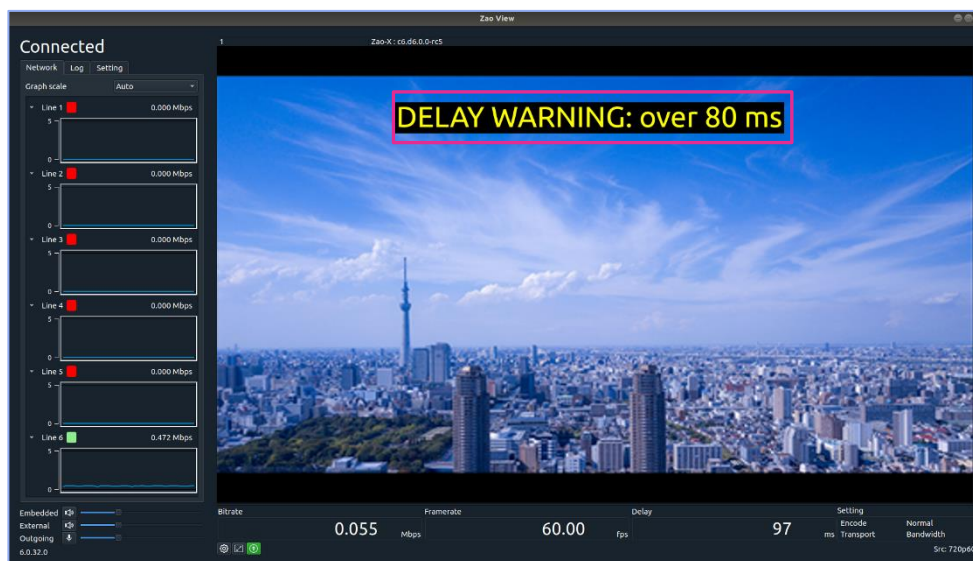 Zao View
Connected
1 Zao-X : c6.d6.0.0-rc5
Network Log Setting
Graph scale Auto
Line 1 0.000 Mbps
5
0
Line 2 0.000 Mbps
5
0
Line 3 0.000 Mbps
5
0
Line 4 0.000 Mbps
5
0
Line 5 0.000 Mbps
5
0
Line 6 0.472 Mbps
5
0
Embedded
External
Outgoing
6.0.32.0
DELAY WARNING: over 80 ms
Bitrate
0.055 Mbps
Framerate
60.00 fps
Delay
97 ms
Setting
Encode Normal
Transport Bandwidth
Src: 720p60